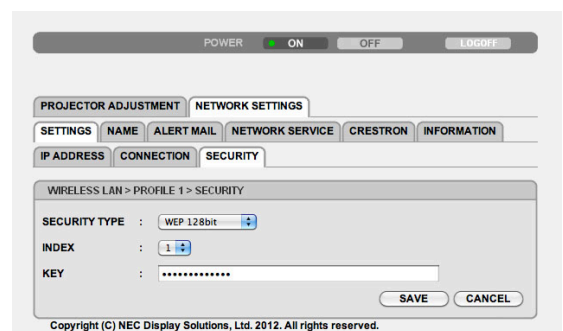 POWER ON OFF LOGOFF
PROJECTOR ADJUSTMENT NETWORK SETTINGS
SETTINGS NAME ALERT MAIL NETWORK SERVICE CRESTRON INFORMATION
IP ADDRESS CONNECTION SECURITY
WIRELESS LAN > PROFILE 1 > SECURITY
SECURITY TYPE : WEP 128bit
INDEX : 1
KEY : •••••••••••••
SAVE CANCEL
Copyright (C) NEC Display Solutions, Ltd. 2012. All rights reserved.